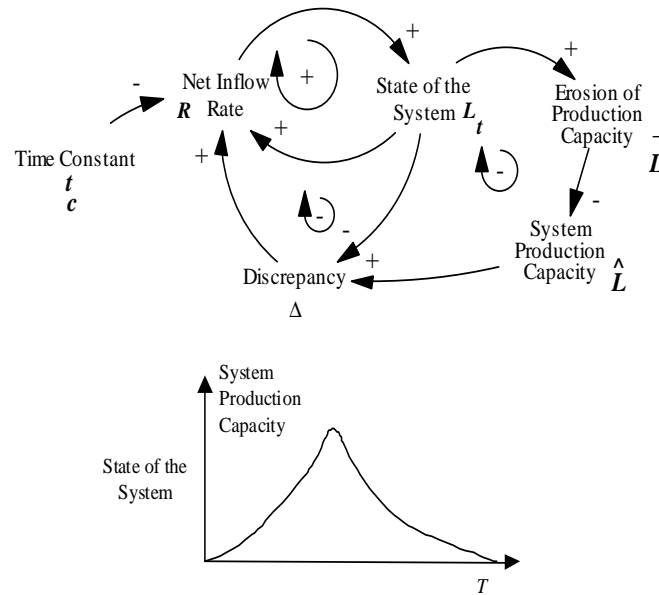 +
+
-
Net Inflow
R Rate
+
State of the
System L t
Erosion of
Production
Capacity
L
+
+
Time Constant
t
c
-
-
-
-
System
Production
Capacity L^
+
Discrepancy
Δ
System
Production
Capacity
State of the
System
T